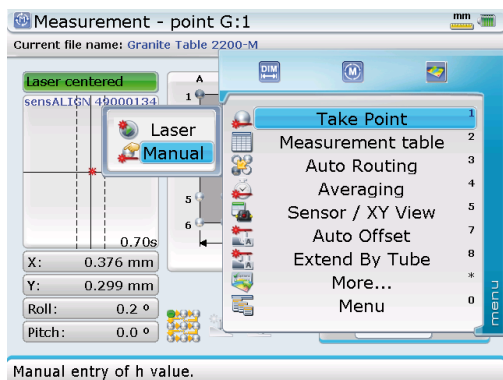 Measurement - point G:1
mm
Current file name: Granite Table 2200-M
DIM
M
Laser centered
sensALIGN 49000134
A
1
5
6
Laser
Manual
0.70s
X: 0.376 mm
Y: 0.299 mm
Roll: 0.2 º
Pitch: 0.0 º
Take Point 1
Measurement table 2
Auto Routing 3
Averaging 4
Sensor / XY View 5
Auto Offset 7
Extend By Tube 8
More... *
Menu 0
menu
Manual entry of h value.